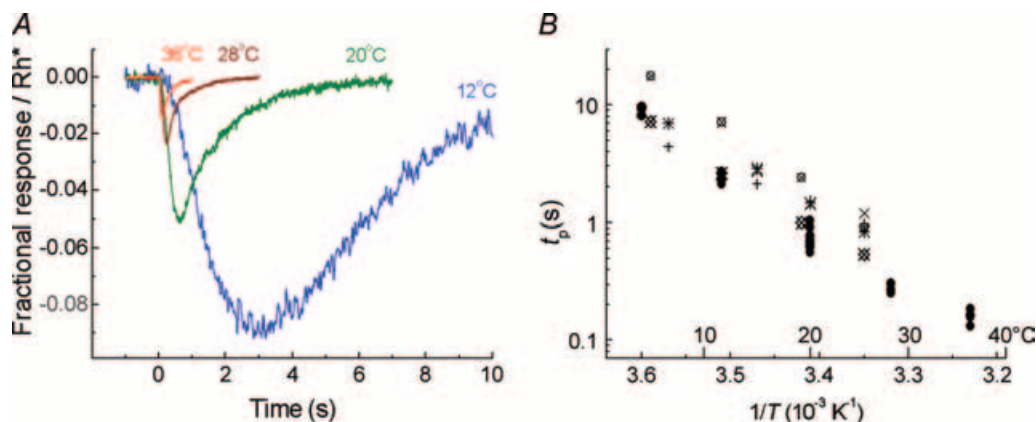 A
Fractional response / Rh*
0.00
-0.02
-0.04
-0.06
-0.08
28°C
20°C
12°C
0
2
4
6
8
10
Time (s)
B
tp(s)
10
1
0.1
10
20
30
40°C
3.6
3.5
3.4
3.3
3.2
1/T (10⁻³ K⁻¹)